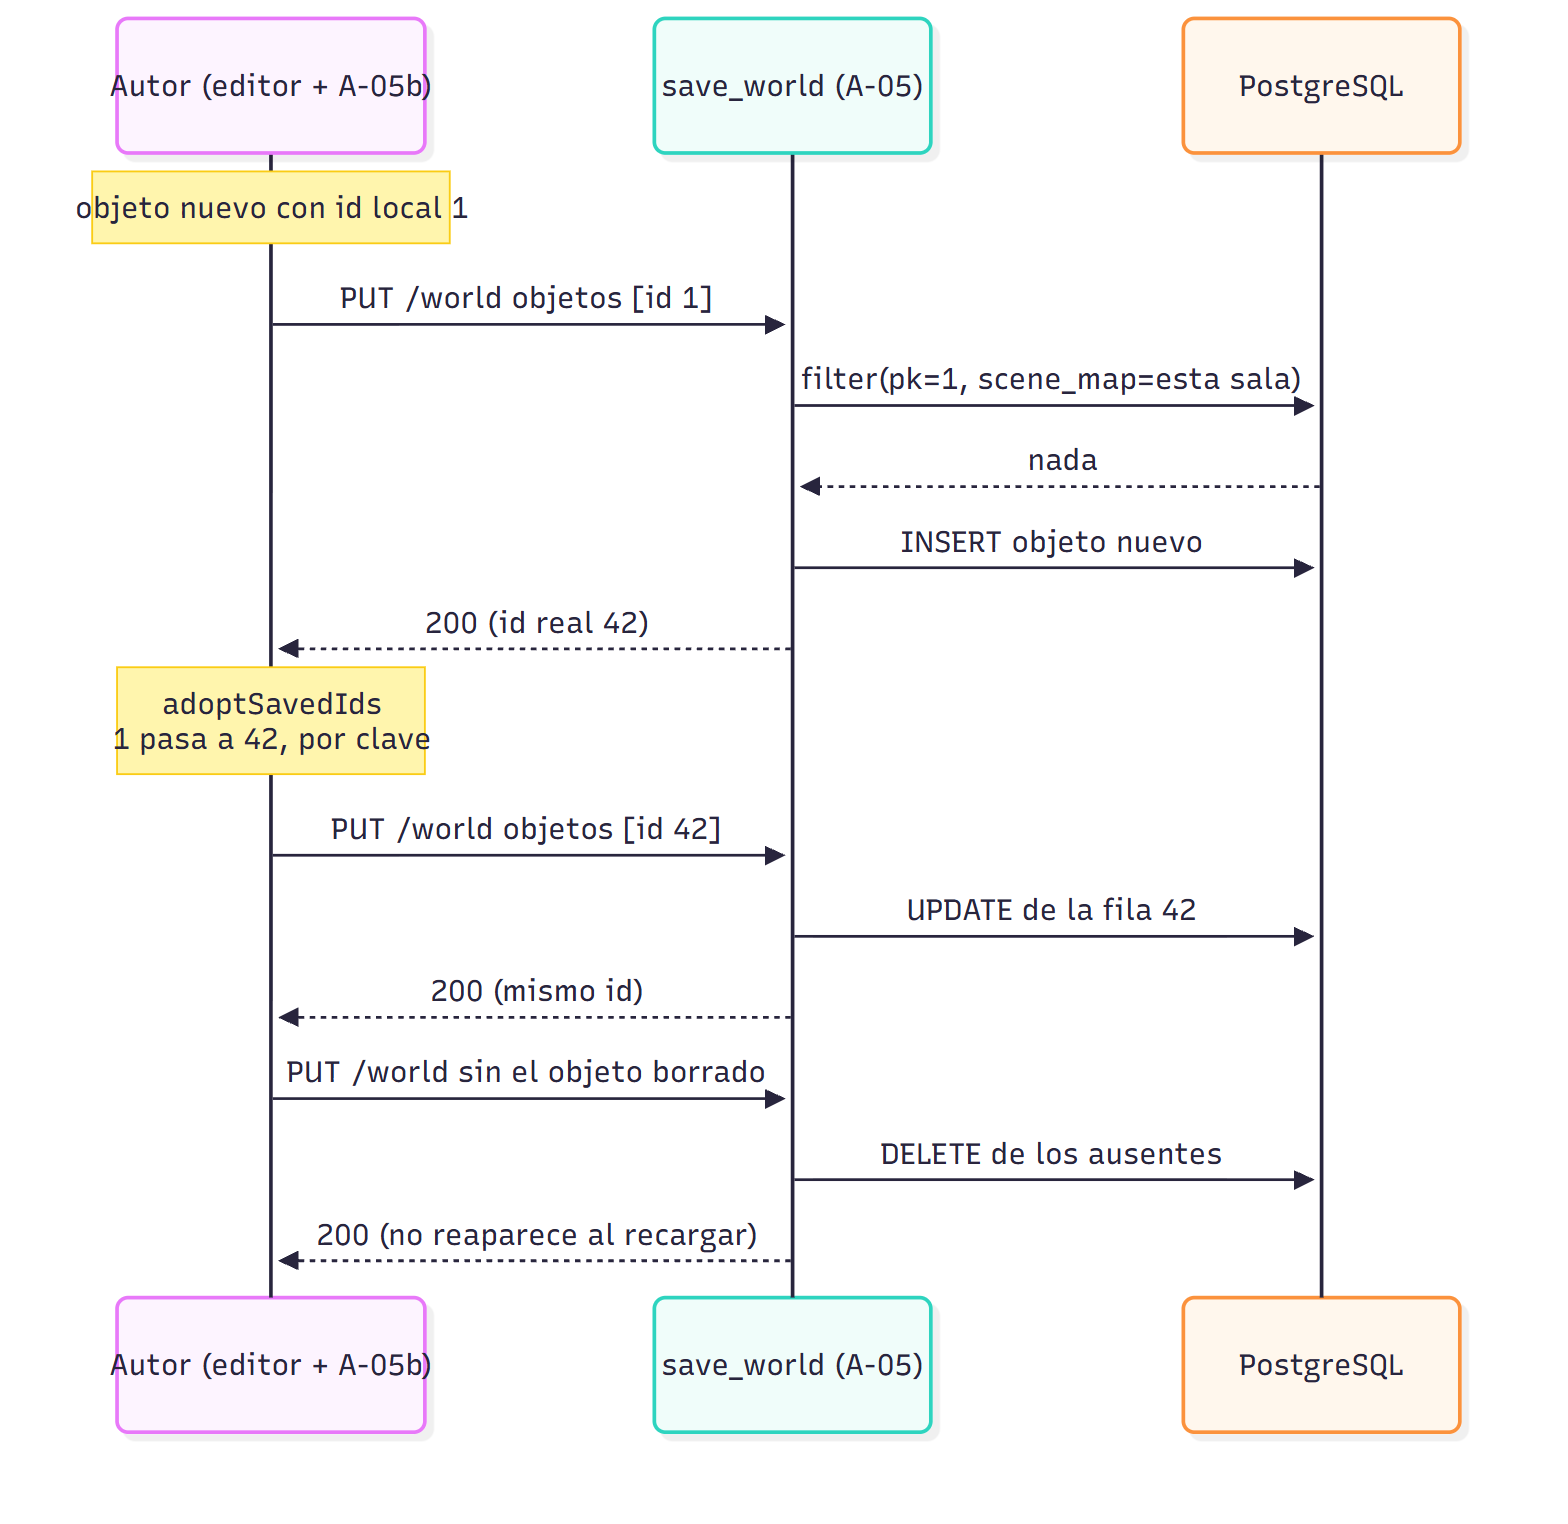 Autor (editor + A-05b)
save_world (A-05)
PostgreSQL
objeto nuevo con id local 1
PUT /world objetos [id 1]
filter(pk=1, scene_map=esta sala)
nada
INSERT objeto nuevo
200 (id real 42)
adoptSavedIds
1 pasa a 42, por clave
PUT /world objetos [id 42]
UPDATE de la fila 42
200 (mismo id)
PUT /world sin el objeto borrado
DELETE de los ausentes
200 (no reaparece al recargar)
Autor (editor + A-05b)
save_world (A-05)
PostgreSQL